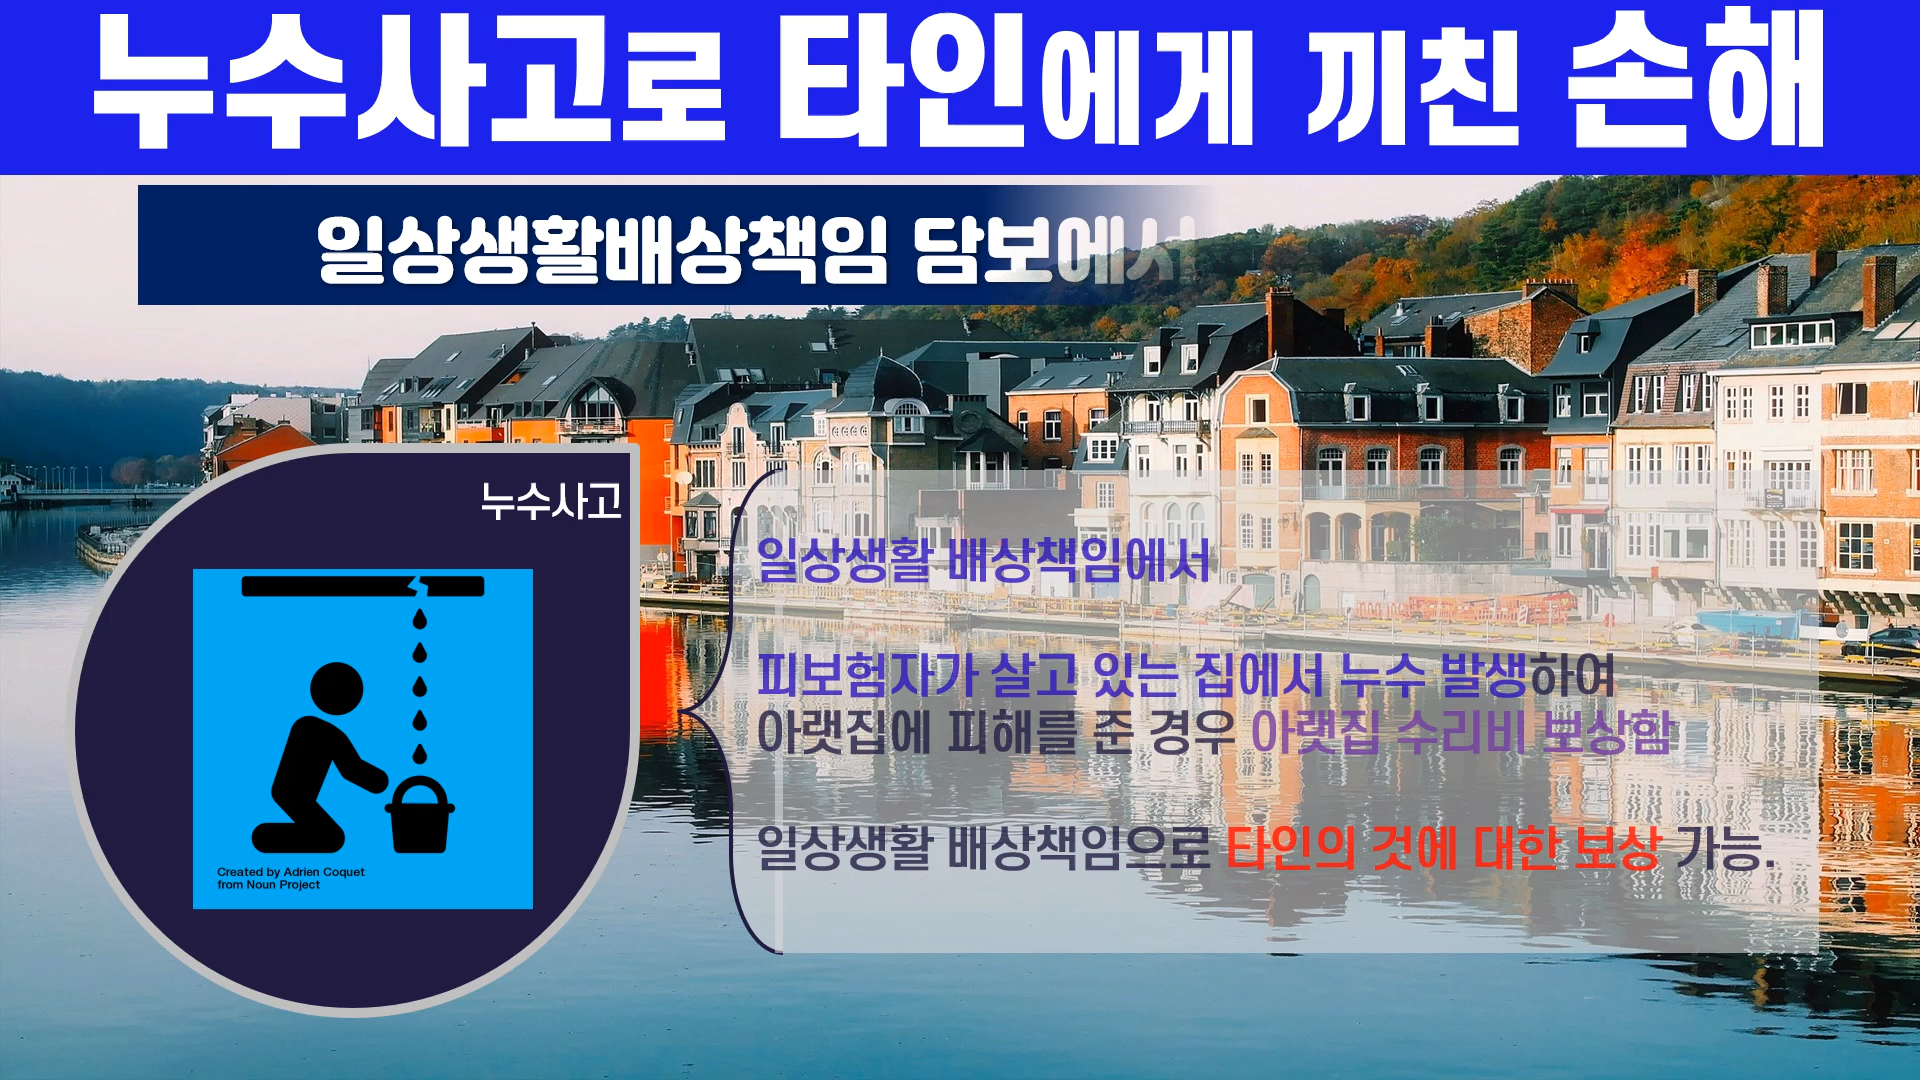 누수사고로 타인에게 끼친 손해
일상생활배상책임 담보에서
누수사고
Created by Adrien Coquet
from Noun Project
일상생활 배상책임에서
피보험자가 살고 있는 집에서 누수 발생하여
아랫집에 피해를 준 경우 아랫집 수리비 보상함
일상생활 배상책임으로 타인의 것에 대한 보상 가능.